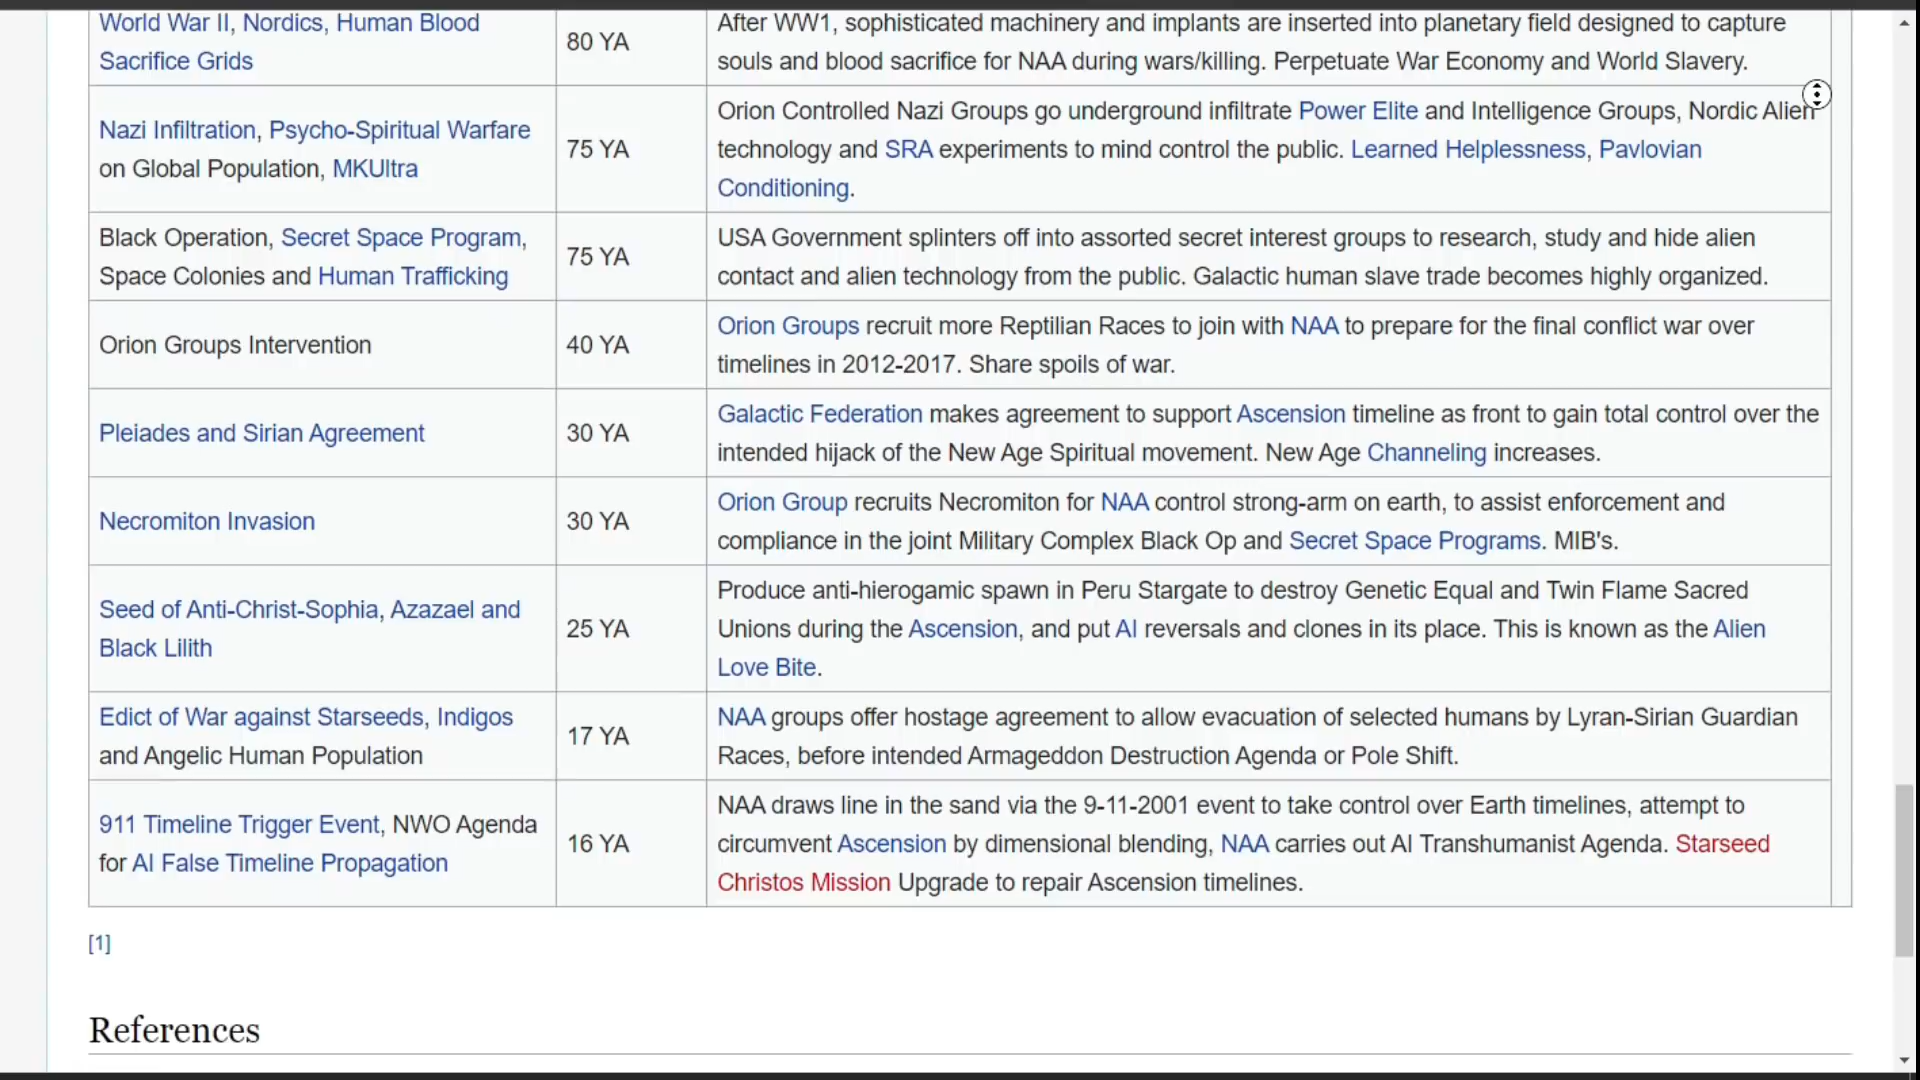 World War II, Nordics, Human Blood
Sacrifice Grids
80 YA
After WW1, sophisticated machinery and implants are inserted into planetary field designed to capture
souls and blood sacrifice for NAA during wars/killing. Perpetuate War Economy and World Slavery.
Nazi Infiltration, Psycho-Spiritual Warfare
on Global Population, MKUltra
75 YA
Orion Controlled Nazi Groups go underground infiltrate Power Elite and Intelligence Groups, Nordic Alien
technology and SRA experiments to mind control the public. Learned Helplessness, Pavlovian
Conditioning.
Black Operation, Secret Space Program,
Space Colonies and Human Trafficking
75 YA
USA Government splinters off into assorted secret interest groups to research, study and hide alien
contact and alien technology from the public. Galactic human slave trade becomes highly organized.
Orion Groups Intervention
40 YA
Orion Groups recruit more Reptilian Races to join with NAA to prepare for the final conflict war over
timelines in 2012-2017. Share spoils of war.
Pleiades and Sirian Agreement
30 YA
Galactic Federation makes agreement to support Ascension timeline as front to gain total control over the
intended hijack of the New Age Spiritual movement. New Age Channeling increases.
Necromiton Invasion
30 YA
Orion Group recruits Necromiton for NAA control strong-arm on earth, to assist enforcement and
compliance in the joint Military Complex Black Op and Secret Space Programs. MIB's.
Seed of Anti-Christ-Sophia, Azazael and
Black Lilith
25 YA
Produce anti-hierogamic spawn in Peru Stargate to destroy Genetic Equal and Twin Flame Sacred
Unions during the Ascension, and put AI reversals and clones in its place. This is known as the Alien
Love Bite.
Edict of War against Starseeds, Indigos
and Angelic Human Population
17 YA
NAA groups offer hostage agreement to allow evacuation of selected humans by Lyran-Sirian Guardian
Races, before intended Armageddon Destruction Agenda or Pole Shift.
911 Timeline Trigger Event, NWO Agenda
for AI False Timeline Propagation
16 YA
NAA draws line in the sand via the 9-11-2001 event to take control over Earth timelines, attempt to
circumvent Ascension by dimensional blending, NAA carries out AI Transhumanist Agenda. Starseed
Christos Mission Upgrade to repair Ascension timelines.
[1]
References